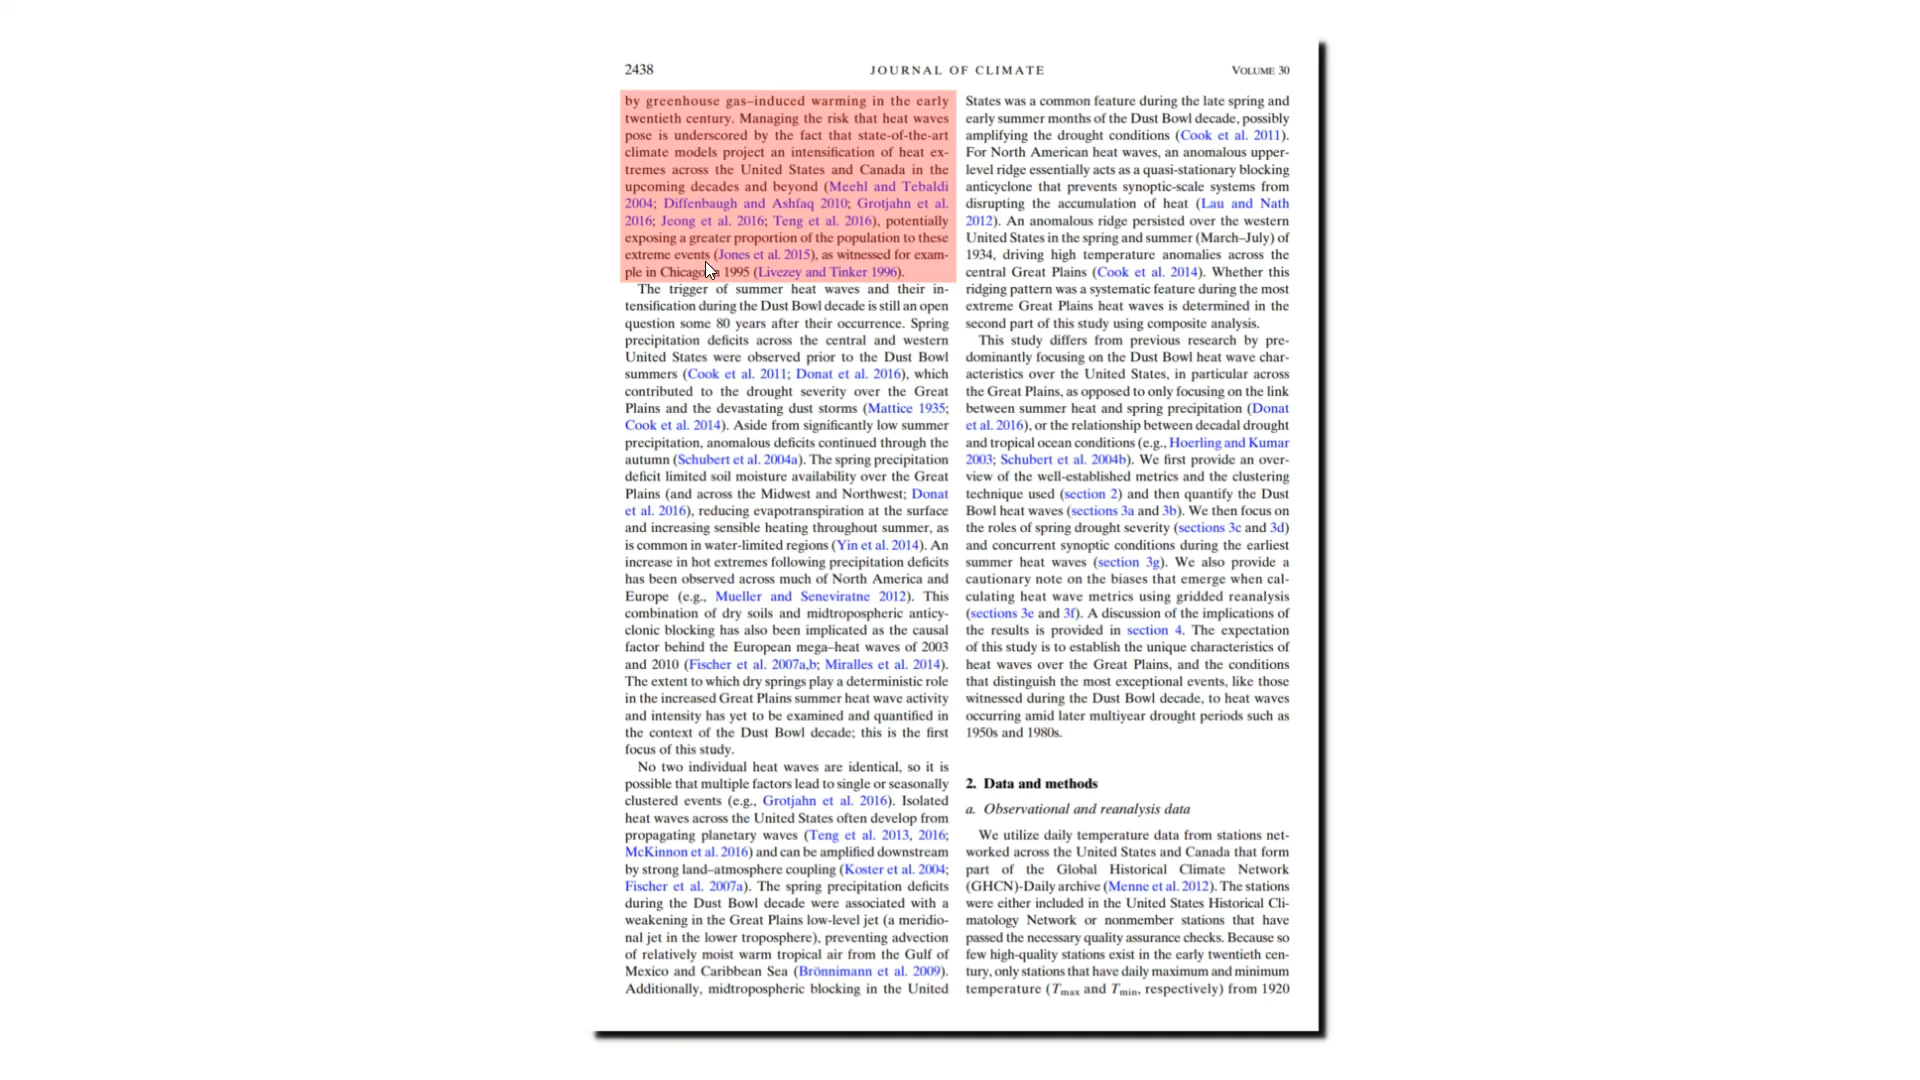 2438
JOURNAL OF CLIMATE
VOLUME 30
by greenhouse gas–induced warming in the early
twentieth century. Managing the risk that heat waves
pose is underscored by the fact that state-of-the-art
climate models project an intensification of heat ex-
tremes across the United States and Canada in the
upcoming decades and beyond (Meehl and Tebaldi
2004; Diffenbaugh and Ashfaq 2010; Grotjahn et al.
2016; Jeong et al. 2016; Teng et al. 2016), potentially
exposing a greater proportion of the population to these
extreme events (Jones et al. 2015), as witnessed for exam-
ple in Chicago 1995 (Livezey and Tinker 1996).
The trigger of summer heat waves and their in-
tensification during the Dust Bowl decade is still an open
question some 80 years after their occurrence. Spring
precipitation deficits across the central and western
United States were observed prior to the Dust Bowl
summers (Cook et al. 2011; Donat et al. 2016), which
contributed to the drought severity over the Great
Plains and the devastating dust storms (Mattice 1935;
Cook et al. 2014). Aside from significantly low summer
precipitation, anomalous deficits continued through the
autumn (Schubert et al. 2004a). The spring precipitation
deficit limited soil moisture availability over the Great
Plains (and across the Midwest and Northwest; Donat
et al. 2016), reducing evapotranspiration at the surface
and increasing sensible heating throughout summer, as
is common in water-limited regions (Yin et al. 2014). An
increase in hot extremes following precipitation deficits
has been observed across much of North America and
Europe (e.g., Mueller and Seneviratne 2012). This
combination of dry soils and midtropospheric anticy-
clonic blocking has also been implicated as the causal
factor behind the European mega–heat waves of 2003
and 2010 (Fischer et al. 2007a,b; Miralles et al. 2014).
The extent to which dry springs play a deterministic role
in the increased Great Plains summer heat wave activity
and intensity has yet to be examined and quantified in
the context of the Dust Bowl decade; this is the first
focus of this study.
No two individual heat waves are identical, so it is
possible that multiple factors lead to single or seasonally
clustered events (e.g., Grotjahn et al. 2016). Isolated
heat waves across the United States often develop from
propagating planetary waves (Teng et al. 2013, 2016;
McKinnon et al. 2016) and can be amplified downstream
by strong land–atmosphere coupling (Koster et al. 2004;
Fischer et al. 2007a). The spring precipitation deficits
during the Dust Bowl decade were associated with a
weakening in the Great Plains low-level jet (a meridio-
nal jet in the lower troposphere), preventing advection
of relatively moist warm tropical air from the Gulf of
Mexico and Caribbean Sea (Brönnimann et al. 2009).
Additionally, midtropospheric blocking in the United
States was a common feature during the late spring and
early summer months of the Dust Bowl decade, possibly
amplifying the drought conditions (Cook et al. 2011).
For North American heat waves, an anomalous upper-
level ridge essentially acts as a quasi-stationary blocking
anticyclone that prevents synoptic-scale systems from
disrupting the accumulation of heat (Lau and Nath
2012). An anomalous ridge persisted over the western
United States in the spring and summer (March–July) of
1934, driving high temperature anomalies across the
central Great Plains (Cook et al. 2014). Whether this
ridging pattern was a systematic feature during the most
extreme Great Plains heat waves is determined in the
second part of this study using composite analysis.
This study differs from previous research by pre-
dominantly focusing on the Dust Bowl heat wave char-
acteristics over the United States, in particular across
the Great Plains, as opposed to only focusing on the link
between summer heat and spring precipitation (Donat
et al. 2016), or the relationship between decadal drought
and tropical ocean conditions (e.g., Hoerling and Kumar
2003; Schubert et al. 2004b). We first provide an over-
view of the well-established metrics and the clustering
technique used (section 2) and then quantify the Dust
Bowl heat waves (sections 3a and 3b). We then focus on
the roles of spring drought severity (sections 3c and 3d)
and concurrent synoptic conditions during the earliest
summer heat waves (section 3g). We also provide a
cautionary note on the biases that emerge when cal-
culating heat wave metrics using gridded reanalysis
(sections 3e and 3f). A discussion of the implications of
the results is provided in section 4. The expectation
of this study is to establish the unique characteristics of
heat waves over the Great Plains, and the conditions
that distinguish the most exceptional events, like those
witnessed during the Dust Bowl decade, to heat waves
occurring amid later multiyear drought periods such as
1950s and 1980s.
2. Data and methods
a. Observational and reanalysis data
We utilize daily temperature data from stations net-
worked across the United States and Canada that form
part of the Global Historical Climate Network
(GHCN)-Daily archive (Menne et al. 2012). The stations
were either included in the United States Historical Cli-
matology Network or nonmember stations that have
passed the necessary quality assurance checks. Because so
few high-quality stations exist in the early twentieth cen-
tury, only stations that have daily maximum and minimum
temperature (Tmax and Tmin, respectively) from 1920